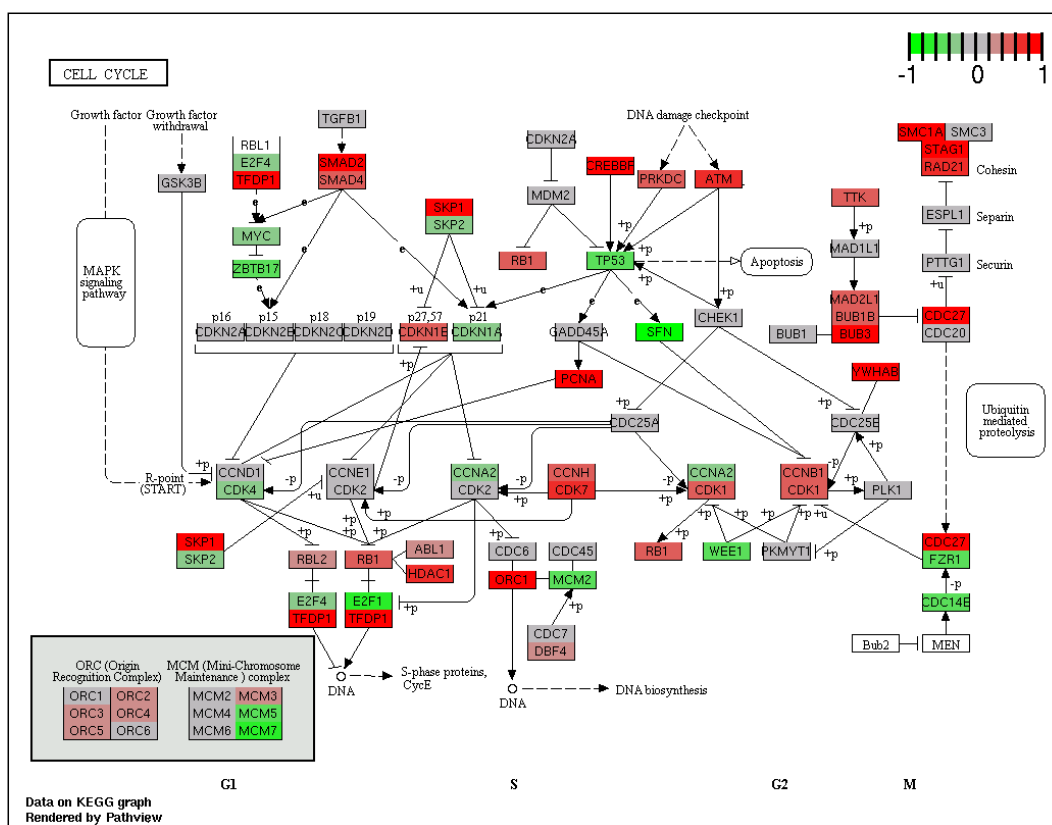 CELL CYCLE
-1 0 1
Growth factor
Growth factor
withdrawal
RBL1
E2F4
TFDP1
TGFB1
SMAD2
SMAD4
GSK3B
MYC
ZBTB17
MAPK
signaling
pathway
SKP1
SKP2
CDKN2A
MDM2
CREBBP
RB1
DNA damage checkpoint
PRKDC
ATM
TP53
Apoptosis
SMC1A
SMC3
STAG1
RAD21
Cohesin
TTK
MAD1L1
ESPL1
Separin
PTTG1
Securin
MAD2L1
BUB1B
BUB1
BUB3
CDC27
CDC20
p16
p15
p18
p19
p27,57
p21
CDKN2A
CDKN2B
CDKN2C
CDKN2D
CDKN1B
CDKN1A
GADD45A
SFN
CHEK1
PCNA
YWHAB
CDC25A
CDC25B
Ubiquitin
mediated
proteolysis
R-point
(START)
CCND1
CDK4
CCNE1
CDK2
CCNA2
CDK2
CCNH
CDK7
CCNA2
CDK1
CCNB1
CDK1
PLK1
SKP1
SKP2
RBL2
RB1
ABL1
HDAC1
CDC6
CDC45
ORC1
MCM2
RB1
WEE1
PKMYT1
CDC27
FZR1
E2F4
TFDP1
E2F1
TFDP1
CDC7
DBF4
CDC14B
Bub2
MEN
DNA
S-phase proteins,
CycE
DNA
DNA biosynthesis
ORC (Origin
Recognition Complex)
MCM (Mini-Chromosome
Maintenance ) complex
ORC1 ORC2
ORC3 ORC4
ORC5 ORC6
MCM2 MCM3
MCM4 MCM5
MCM6 MCM7
G1
S
G2
M
Data on KEGG graph
Rendered by Pathview